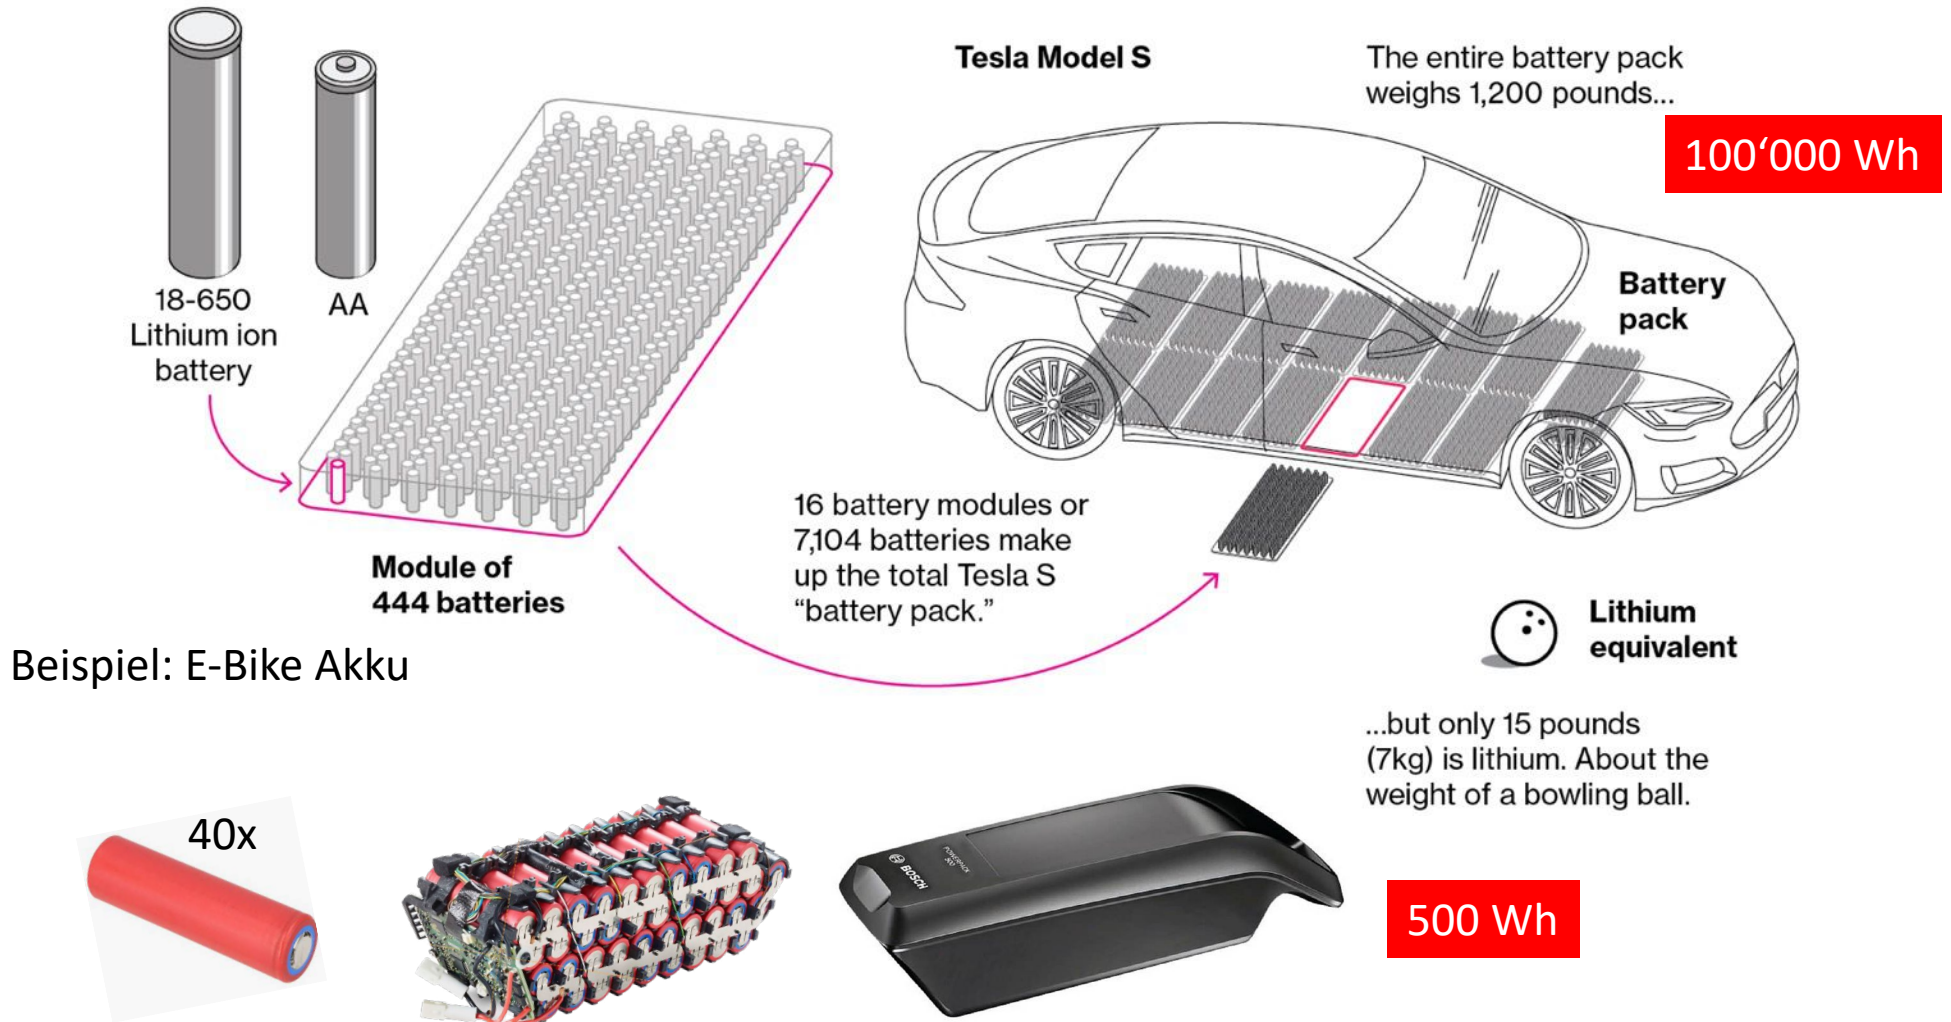 Tesla Model S
The entire battery pack
weighs 1,200 pounds...
100‘000 Wh
18-650
Lithium ion
battery
AA
Battery
pack
Module of
444 batteries
16 battery modules or
7,104 batteries make
up the total Tesla S
“battery pack.”
Lithium
equivalent
...but only 15 pounds
(7kg) is lithium. About the
weight of a bowling ball.
Beispiel: E-Bike Akku
40x
BOSCH
POWERPACK
500
500 Wh